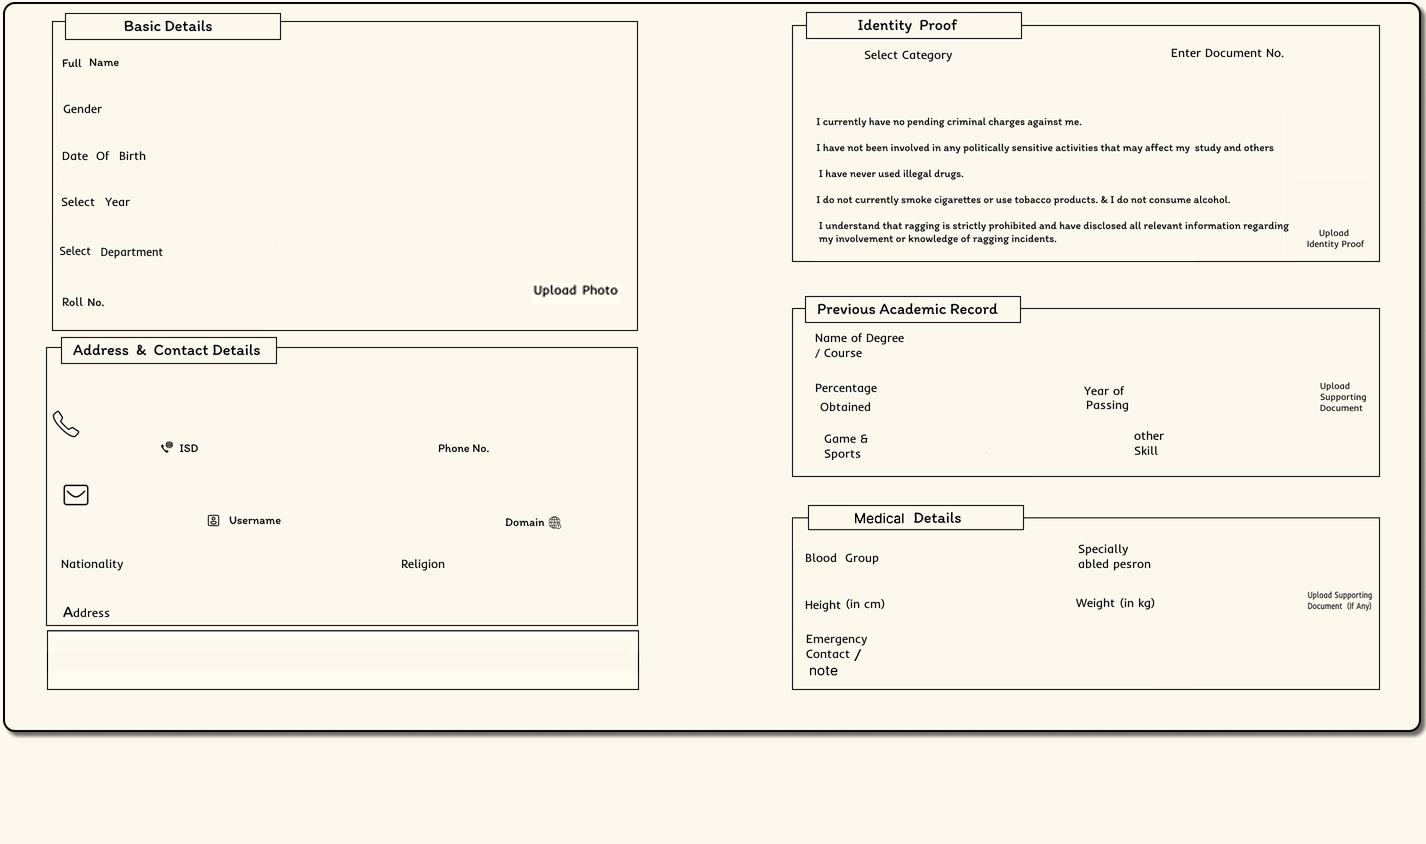 Basic Details
Full Name
Gender
Date Of Birth
Select Year
Select Department
Roll No.
Upload Photo
Address & Contact Details
ISD
Phone No.
Username
Domain
Nationality
Religion
Address
Identity Proof
Select Category
Enter Document No.
I currently have no pending criminal charges against me.
I have not been involved in any politically sensitive activities that may affect my study and others
I have never used illegal drugs.
I do not currently smoke cigarettes or use tobacco products. & I do not consume alcohol.
I understand that ragging is strictly prohibited and have disclosed all relevant information regarding
my involvement or knowledge of ragging incidents.
Upload
Identity Proof
Previous Academic Record
Name of Degree
/ Course
Percentage
Obtained
Year of
Passing
Upload
Supporting
Document
Game &
Sports
other
Skill
Medical Details
Blood Group
Specially
abled pesron
Height (in cm)
Weight (in kg)
Upload Supporting
Document (If Any)
Emergency
Contact /
note